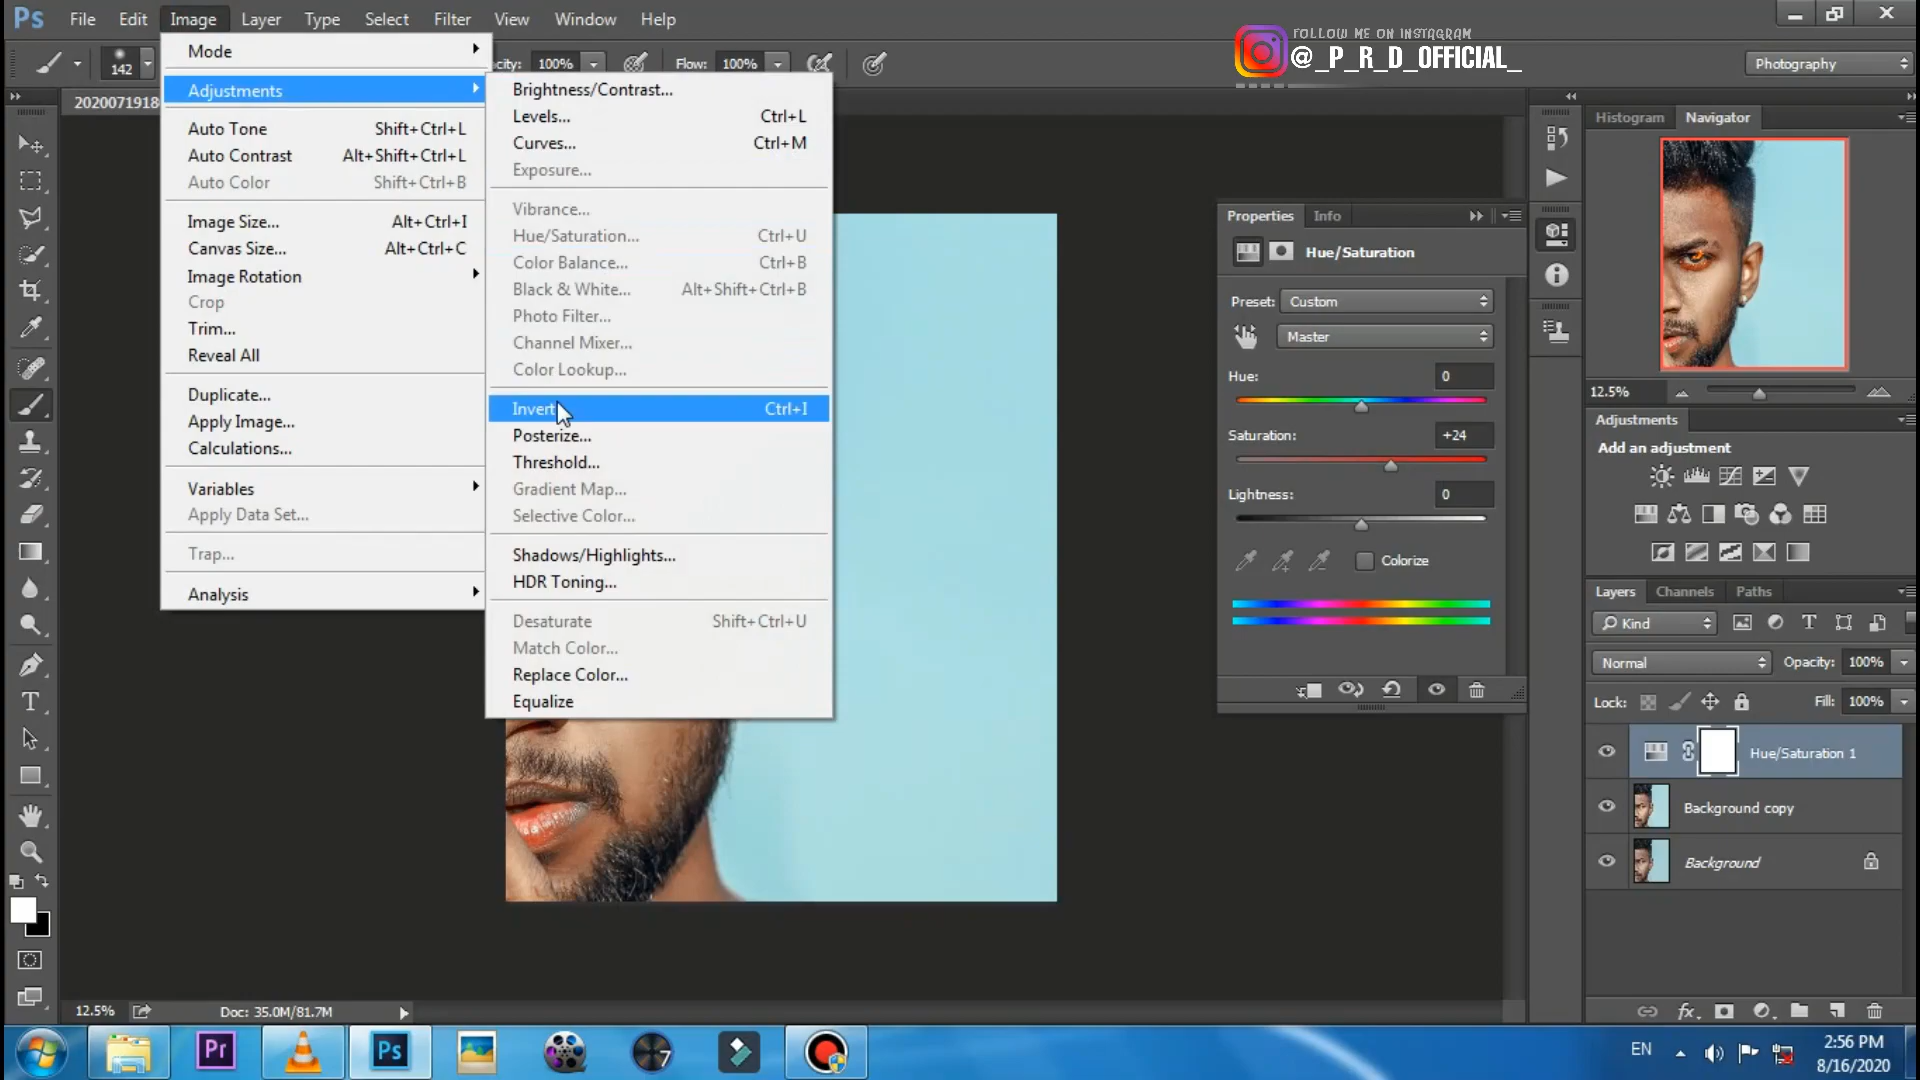 Ps File Edit Image Layer Type Select Filter View Window Help
FOLLOW ME ON INSTAGRAM
@_P_R_D_OFFICIAL_
142
100%
Flow: 100%
Photography
Mode
Adjustments
Auto Tone Shift+Ctrl+L
Auto Contrast Alt+Shift+Ctrl+L
Auto Color Shift+Ctrl+B
Image Size... Alt+Ctrl+I
Canvas Size... Alt+Ctrl+C
Image Rotation
Crop
Trim...
Reveal All
Duplicate...
Apply Image...
Calculations...
Variables
Apply Data Set...
Trap...
Analysis
Brightness/Contrast...
Levels... Ctrl+L
Curves... Ctrl+M
Exposure...
Vibrance...
Hue/Saturation... Ctrl+U
Color Balance... Ctrl+B
Black & White... Alt+Shift+Ctrl+B
Photo Filter...
Channel Mixer...
Color Lookup...
Invert Ctrl+I
Posterize...
Threshold...
Gradient Map...
Selective Color...
Shadows/Highlights...
HDR Toning...
Desaturate Shift+Ctrl+U
Match Color...
Replace Color...
Equalize
Properties Info
Hue/Saturation
Preset: Custom
Master
Hue: 0
Saturation: +24
Lightness: 0
Colorize
Histogram Navigator
12.5%
Adjustments
Add an adjustment
Layers Channels Paths
Kind
Normal Opacity: 100%
Lock: Fill: 100%
Hue/Saturation 1
Background copy
Background
12.5% Doc: 35.0M/81.7M
Pr
Ps
7
EN
2:56 PM
8/16/2020